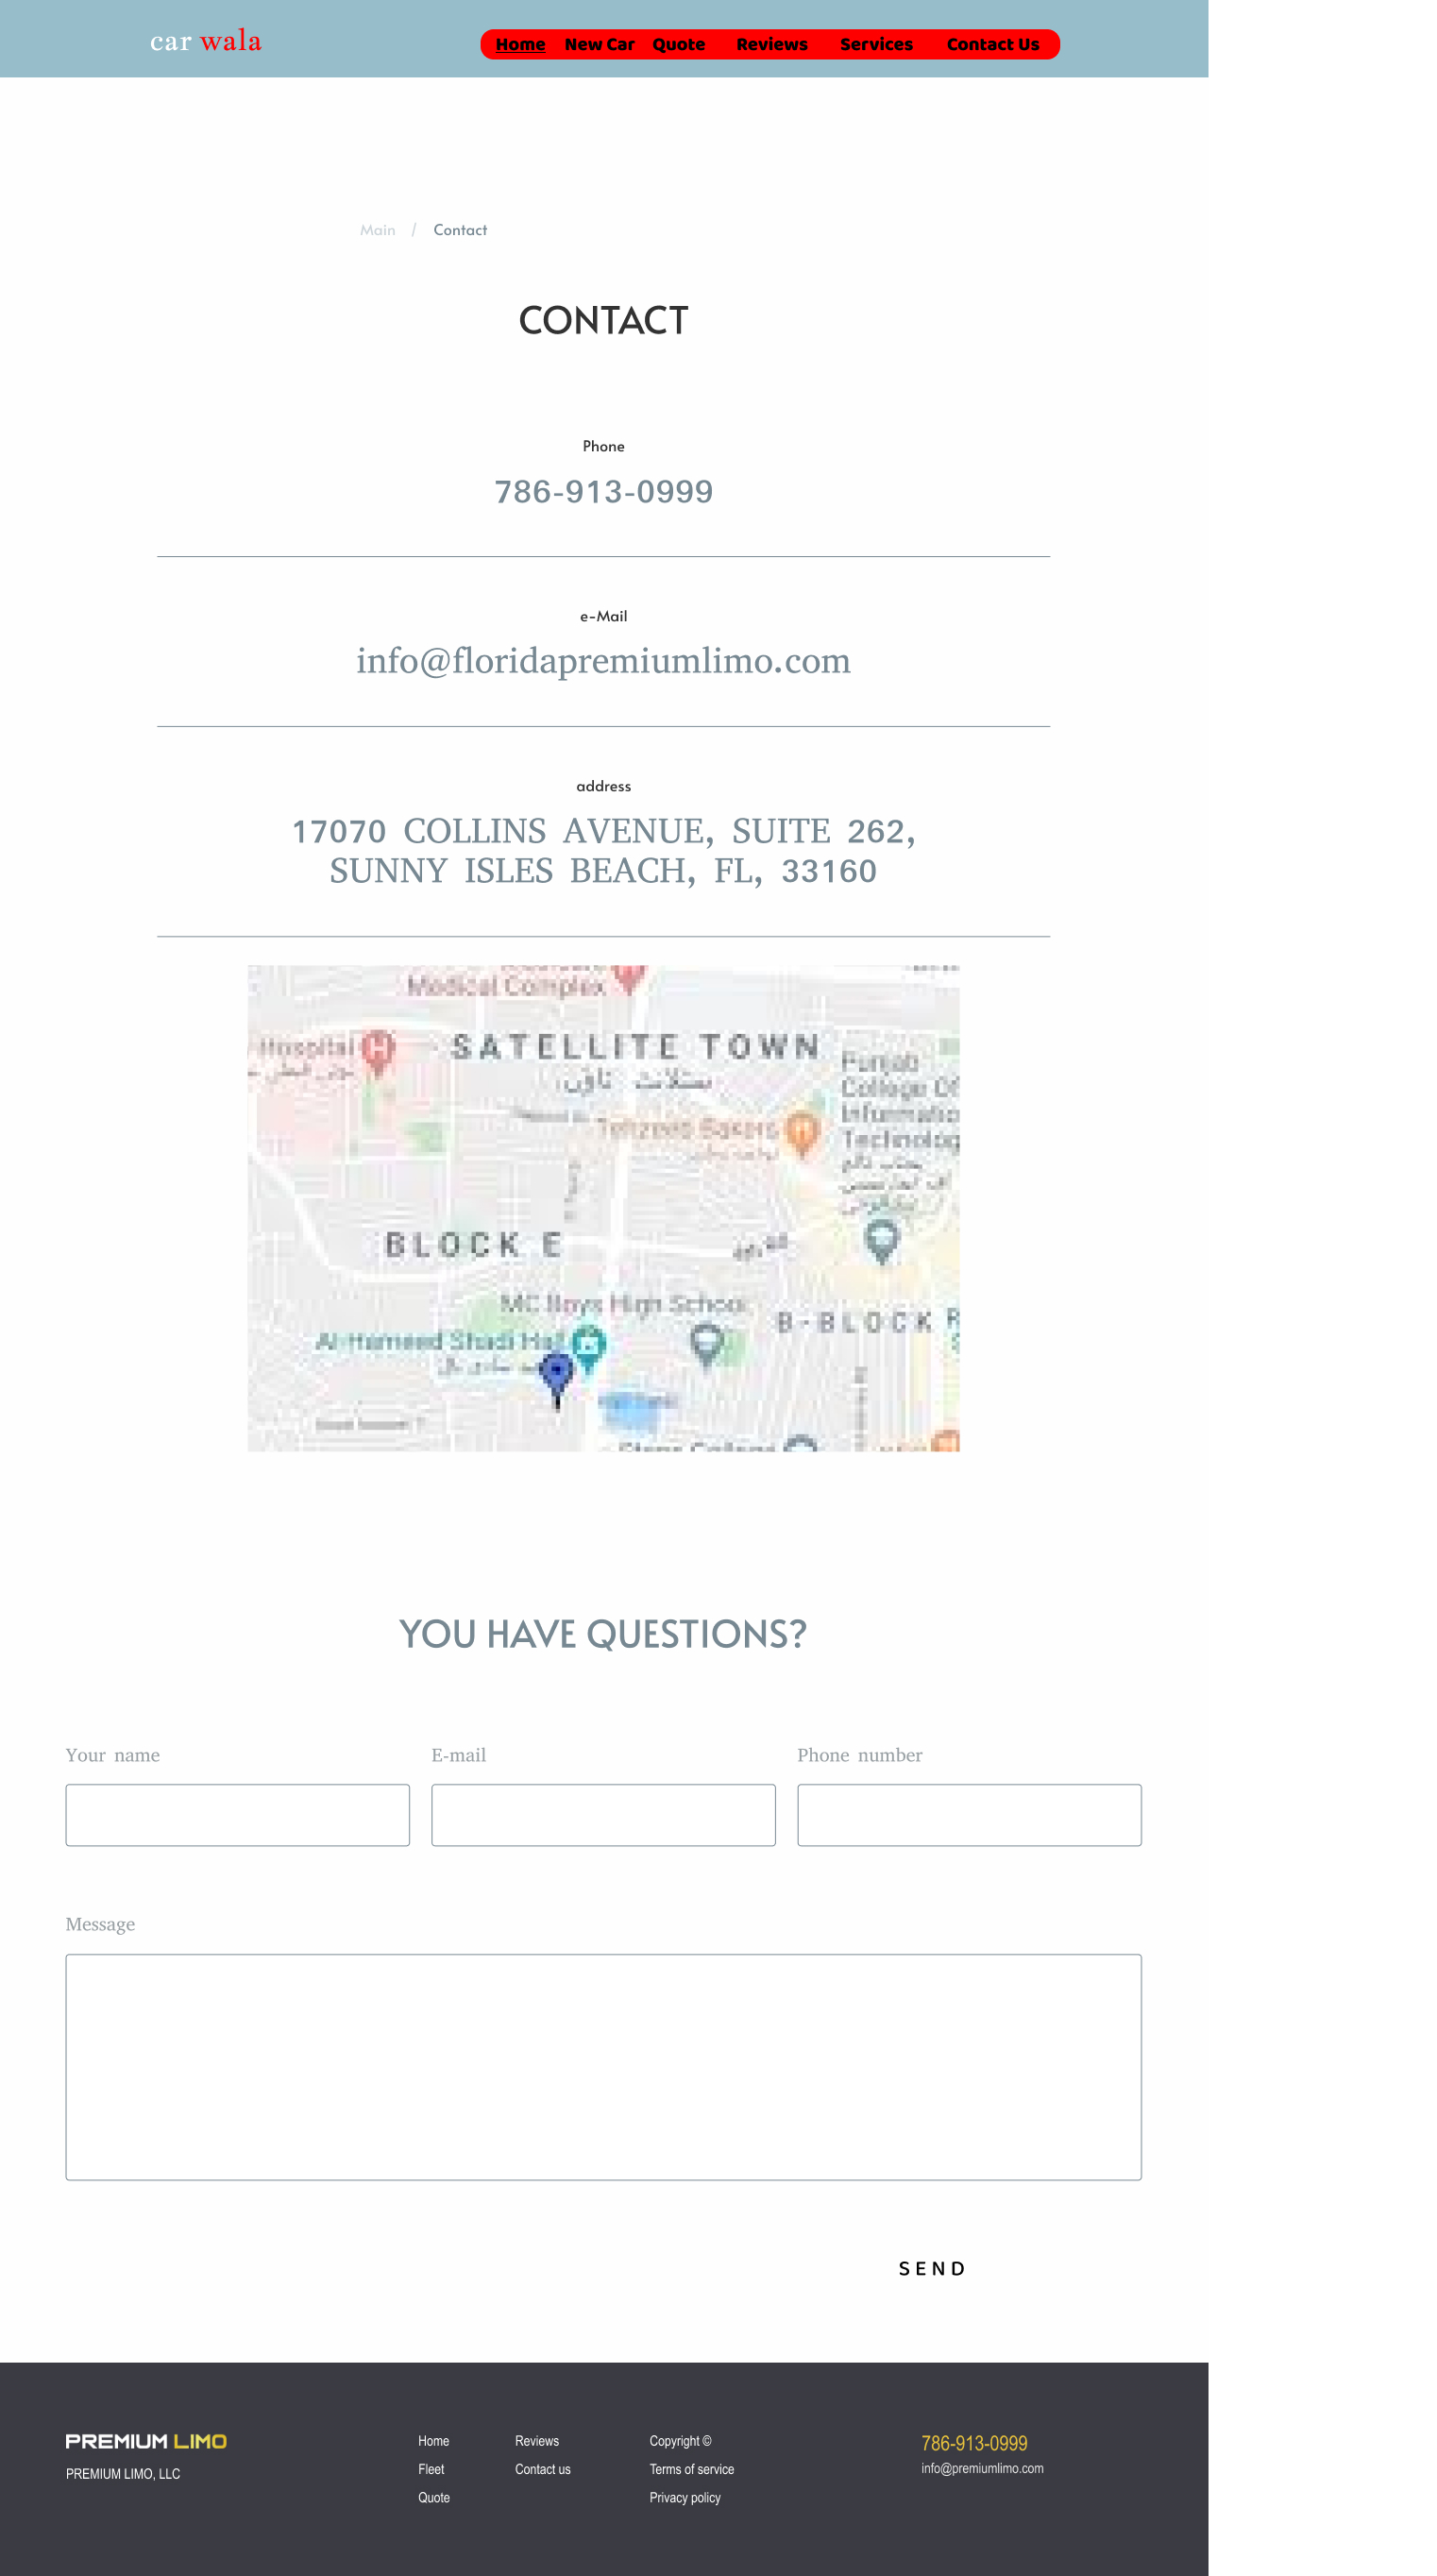 car wala
Home New Car Quote Reviews Services Contact Us
Main / Contact
CONTACT
Phone
786-913-0999
e-Mail
info@floridapremiumlimo.com
address
17070 COLLINS AVENUE, SUITE 262,
SUNNY ISLES BEACH, FL, 33160
Medical Complex
Hospital
SATELLITE TOWN
Punjab
College Of
Informatic
Technolog
Tehzeeb Bakers
BLOCK E
MC Boys High School
B-BLOCK
Al-Hameed Shadi Hall
YOU HAVE QUESTIONS?
Your name
E-mail
Phone number
Message
SEND
PREMIUM LIMO
PREMIUM LIMO, LLC
Home
Fleet
Quote
Reviews
Contact us
Copyright ©
Terms of service
Privacy policy
786-913-0999
info@premiumlimo.com